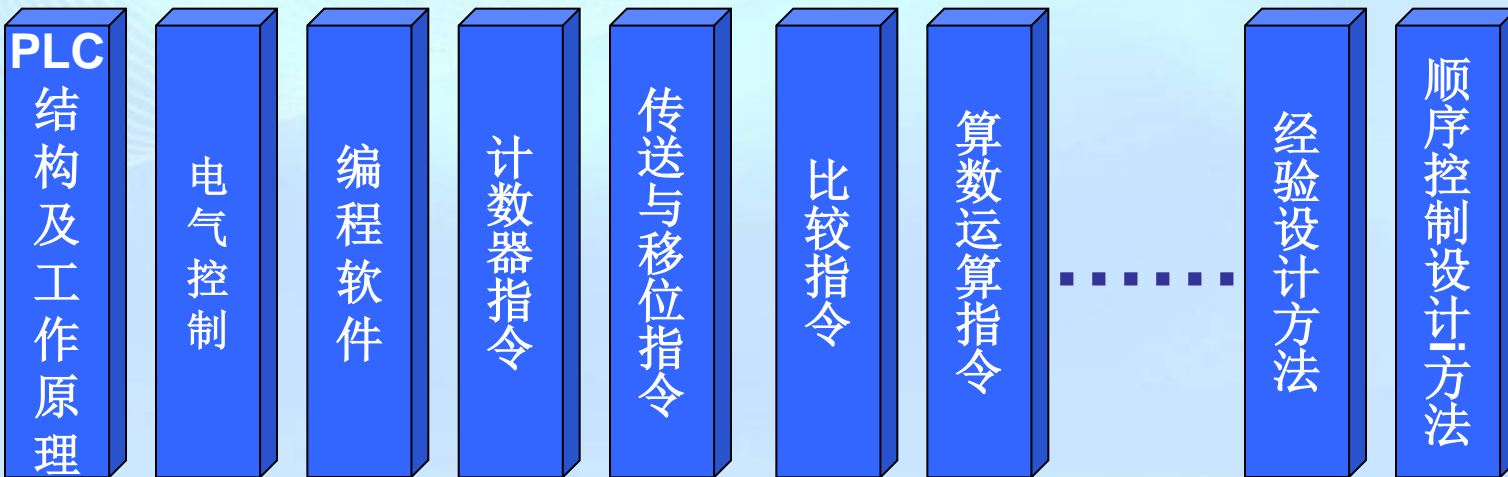 PLC结构及工作原理
电气控制
编程软件
计数器指令
传送与移位指令
比较指令
算数运算指令
······
经验设计方法
顺序控制设计li方法